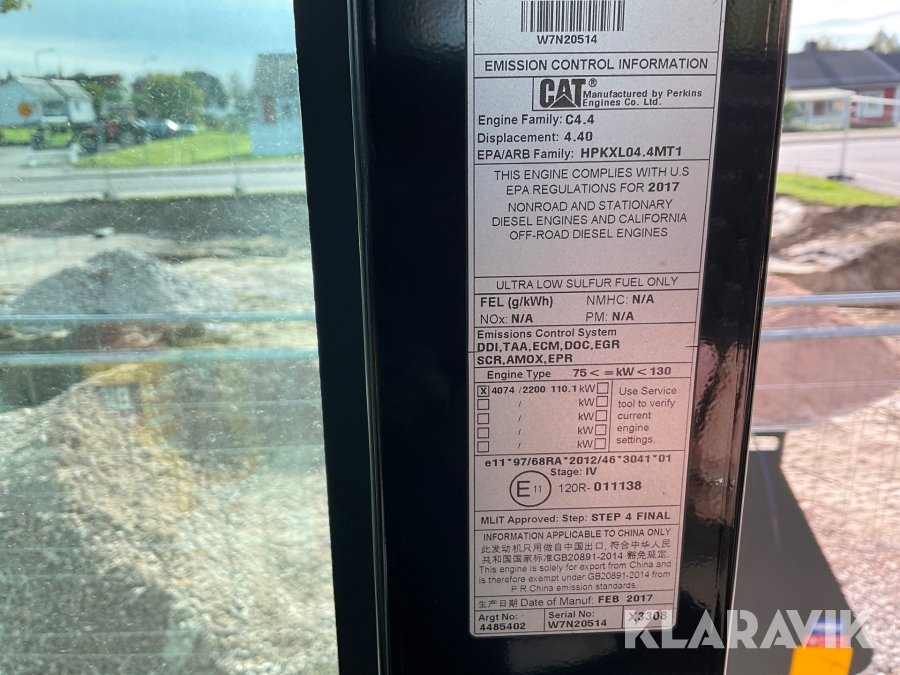 W7N20514
EMISSION CONTROL INFORMATION
CAT® Manufactured by Perkins
Engines Co. Ltd.
Engine Family: C4.4
Displacement: 4.40
EPA/ARB Family: HPKXL04.4MT1
THIS ENGINE COMPLIES WITH U.S
EPA REGULATIONS FOR 2017
NONROAD AND STATIONARY
DIESEL ENGINES AND CALIFORNIA
OFF-ROAD DIESEL ENGINES
ULTRA LOW SULFUR FUEL ONLY
FEL (g/kWh) NMHC: N/A
NOx: N/A PM: N/A
Emissions Control System
DDI,TAA,ECM,DOC,EGR
SCR,AMOX,EPR
Engine Type 75 < = kW < 130
X 4074 / 2200 110.1 kW
/ kW
/ kW
/ kW
/ kW
Use Service
tool to verify
current
engine
settings.
e11*97/68RA*2012/46*3041*01
Stage: IV
E11 120R- 011138
MLIT Approved: Step: STEP 4 FINAL
INFORMATION APPLICABLE TO CHINA ONLY
此发动机只用做自中国出口, 符合中华人民
共和国国家标准GB20891-2014 豁免规定.
This engine is solely for export from China and
is therefore exempt under GB20891-2014 from
P.R.China emission standards.
生产日期 Date of Manuf: FEB 2017
Argt No: Serial No: X3308
4485402 W7N20514
KLARAVIK